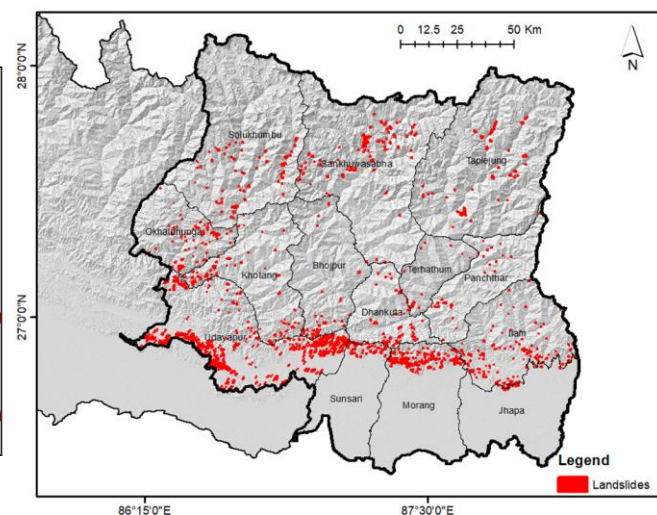 0 12.5 25 50 Km
N
28°0'0"N
Solukhumbu
Sankhuwasabha
Taplejung
Okhaldhunga
Khotang
Bhojpur
Terhathum
Panchthar
Dhankuta
27°0'0"N
Udayapur
Ilam
Sunsari
Morang
Jhapa
Legend
Landslides
86°15'0"E
87°30'0"E